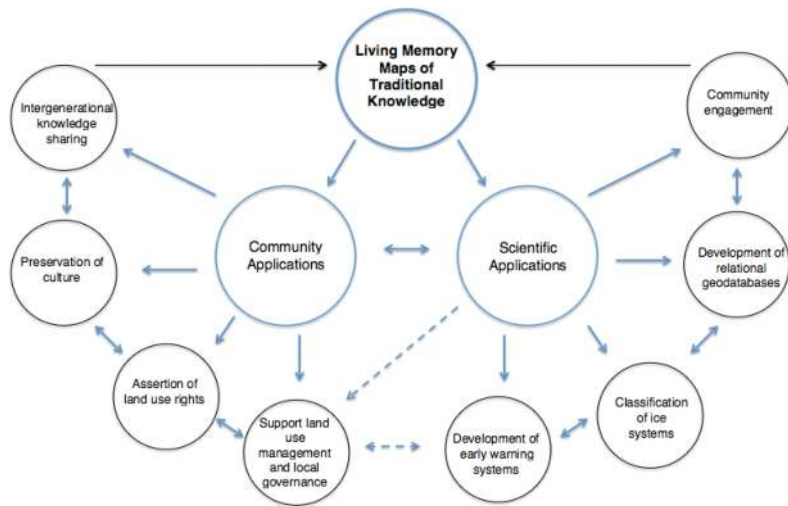 Living Memory
Maps of
Traditional
Knowledge
Intergenerational
knowledge
sharing
Community
engagement
Community
Applications
Scientific
Applications
Preservation of
culture
Development of
relational
geodatabases
Assertion of
land use rights
Support land
use
management
and local
governance
Development of
early warning
systems
Classification
of ice
systems